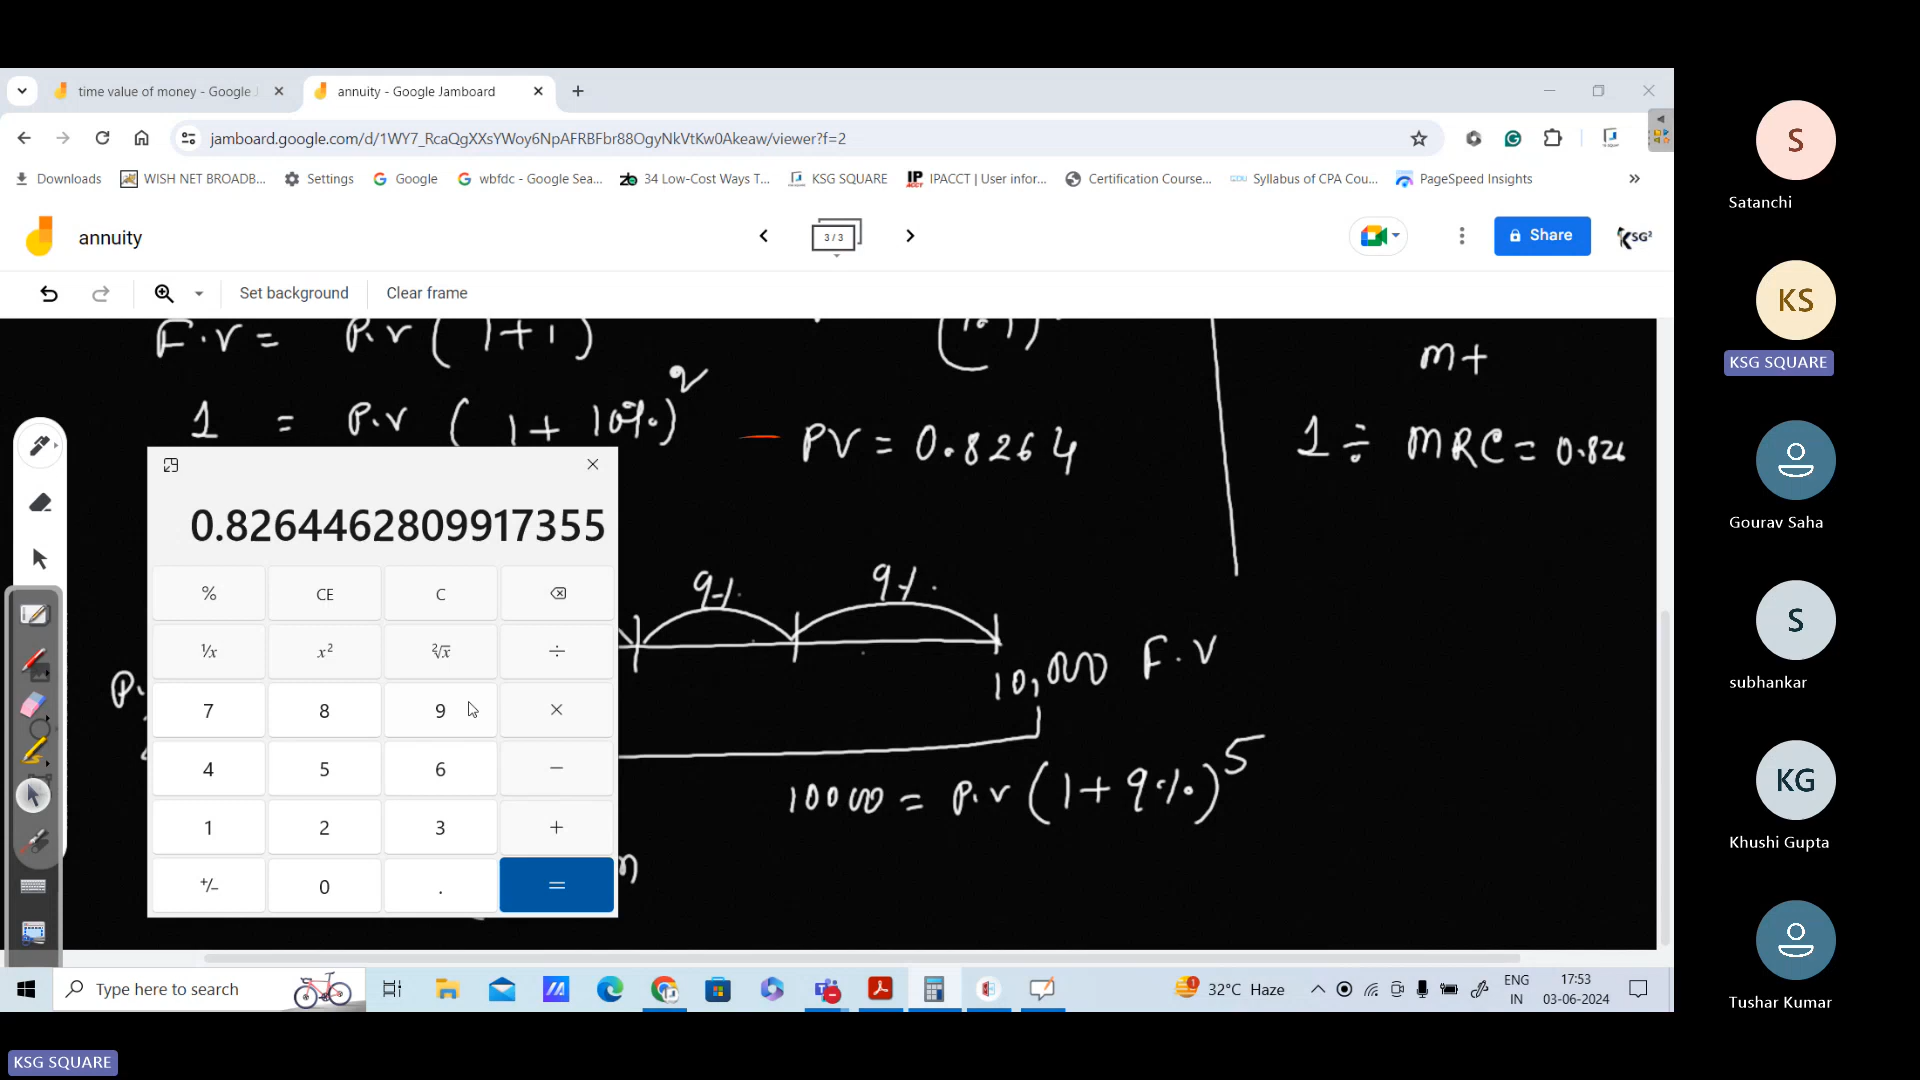 time value of money - Google J
annuity - Google Jamboard
jamboard.google.com/d/1WY7_RcaQgXXsYWoy6NpAFRBFbr88OgyNkVtKw0Akeaw/viewer?f=2
Downloads WISH NET BROADB... Settings Google wbfdc - Google Sea... 34 Low-Cost Ways T... KSG SQUARE IPACCT | User infor... Certification Course... Syllabus of CPA Cou... PageSpeed Insights
annuity
3 / 3
Share
KSG²
Set background Clear frame
F.V = P.V ( 1+1 )
1 = P.V ( 1 + 10%)²
PV = 0.8264
m+
1 ÷ MRC = 0.826
0.8264462809917355
% CE C
¹/x x² ²√x ÷
7 8 9 ×
4 5 6 −
1 2 3 +
+/− 0 . =
9%. 9%.
P.
10,000 F.V
10000 = P.V (1+ 9%)⁵
n
Type here to search
32°C Haze
ENG
IN
17:53
03-06-2024
S
Satanchi
KS
KSG SQUARE
Gourav Saha
S
subhankar
KG
Khushi Gupta
Tushar Kumar
KSG SQUARE